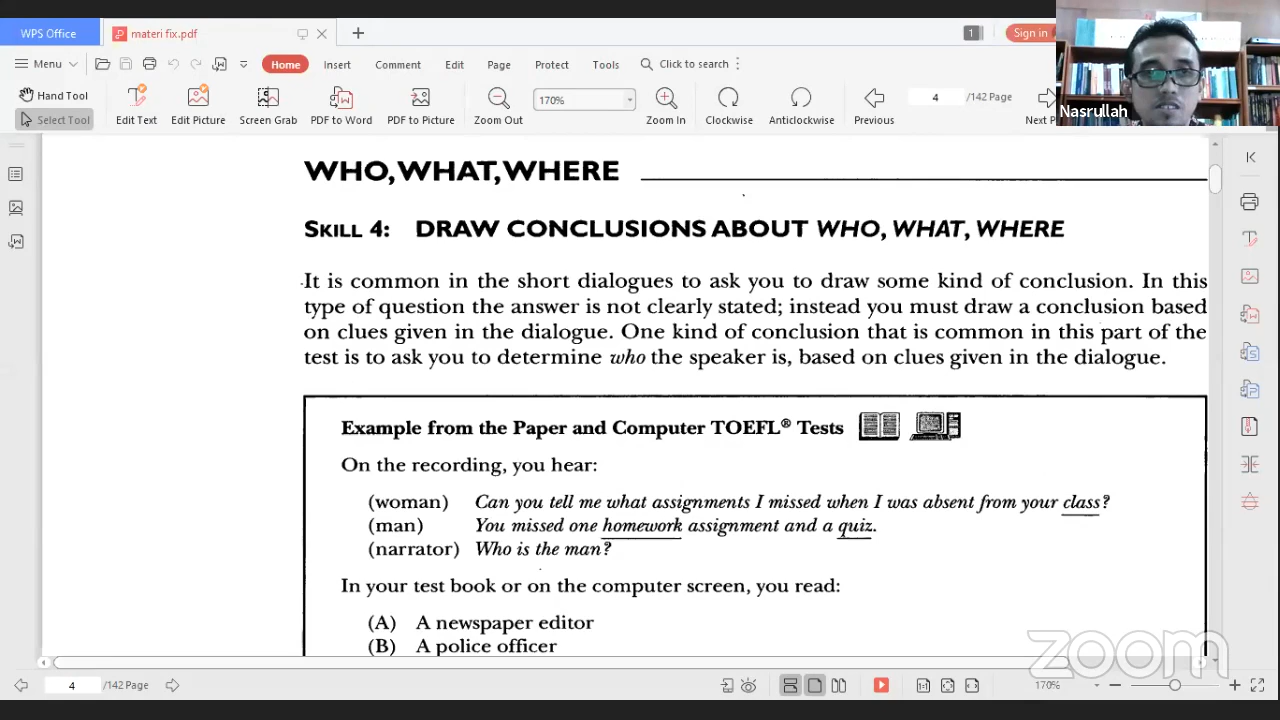 WPS Office
materi fix.pdf
1
Sign in
Menu
Home
Insert
Comment
Edit
Page
Protect
Tools
Click to search
Hand Tool
Select Tool
Edit Text
Edit Picture
Screen Grab
PDF to Word
PDF to Picture
Zoom Out
170%
Zoom In
Clockwise
Anticlockwise
Previous
4 /142 Page
Next P
Nasrullah
WHO, WHAT, WHERE
SKILL 4: DRAW CONCLUSIONS ABOUT WHO, WHAT, WHERE
It is common in the short dialogues to ask you to draw some kind of conclusion. In this
type of question the answer is not clearly stated; instead you must draw a conclusion based
on clues given in the dialogue. One kind of conclusion that is common in this part of the
test is to ask you to determine who the speaker is, based on clues given in the dialogue.
Example from the Paper and Computer TOEFL® Tests
On the recording, you hear:
(woman) Can you tell me what assignments I missed when I was absent from your class?
(man) You missed one homework assignment and a quiz.
(narrator) Who is the man?
In your test book or on the computer screen, you read:
(A) A newspaper editor
(B) A police officer
zoom
4 /142 Page
1:1
170%